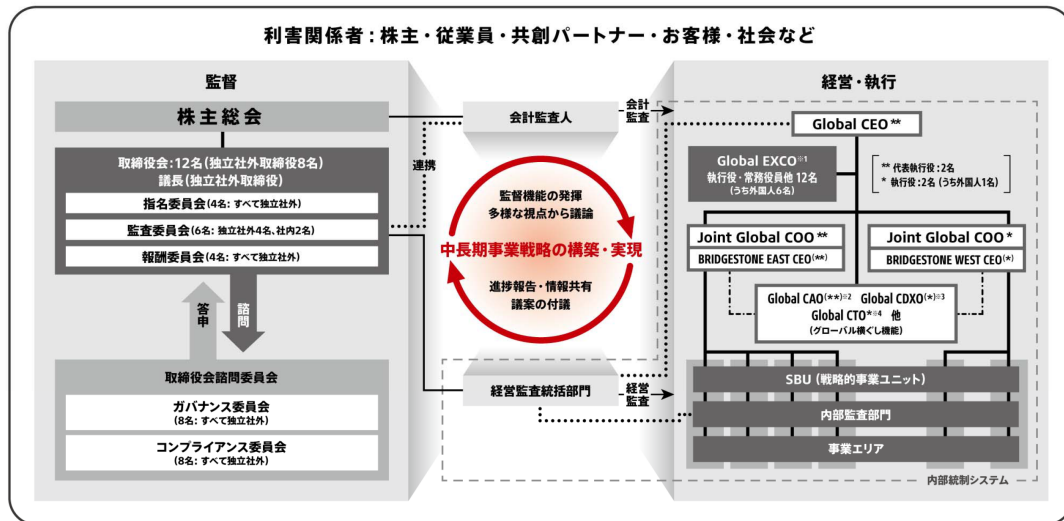 利害関係者：株主・従業員・共創パートナー・お客様・社会など
監督
株主総会
取締役会：12名(独立社外取締役8名)
議長(独立社外取締役)
指名委員会(4名：すべて独立社外)
監査委員会(6名：独立社外4名、社内2名)
報酬委員会(4名：すべて独立社外)
答申
諮問
取締役会諮問委員会
ガバナンス委員会
(8名：すべて独立社外)
コンプライアンス委員会
(8名：すべて独立社外)
会計監査人
会計
監査
連携
監督機能の発揮
多様な視点から議論
中長期事業戦略の構築・実現
進捗報告・情報共有
議案の付議
経営監査統括部門
経営
監査
経営・執行
Global CEO**
Global EXCO※1
執行役・常務役員他 12名
(うち外国人6名)
** 代表執行役：2名
* 執行役：2名 (うち外国人1名)
Joint Global COO**
BRIDGESTONE EAST CEO(**)
Joint Global COO*
BRIDGESTONE WEST CEO(*)
Global CAO(**)※2 Global CDXO(*)※3
Global CTO*※4 他
(グローバル横ぐし機能)
SBU (戦略的事業ユニット)
内部監査部門
事業エリア
内部統制システム